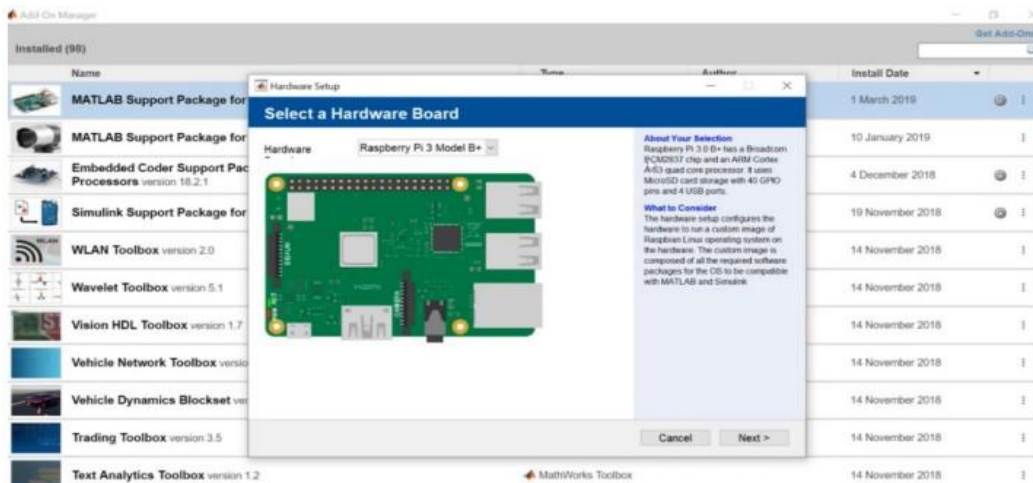 Add-On Manager
Get Add-Ons
Installed (98)
Name
Type
Author
Install Date
Hardware Setup
Select a Hardware Board
Hardware
Raspberry Pi 3 Model B+
About Your Selection
Raspberry Pi 3.0 B+ has a Broadcom
BCM2837 chip and an ARM Cortex
A-53 quad core processor. It uses
MicroSD card storage with 40 GPIO
pins and 4 USB ports.
What to Consider
The hardware setup configures the
hardware to run a custom image of
Raspbian Linux operating system on
the hardware. The custom image is
composed of all the required software
packages for the OS to be compatible
with MATLAB and Simulink
HDMI
Cancel
Next >
MATLAB Support Package for
1 March 2019
MATLAB Support Package for
10 January 2019
Embedded Coder Support Pac
Processors version 18.2.1
4 December 2018
Simulink Support Package for
19 November 2018
WLAN
WLAN Toolbox version 2.0
14 November 2018
Wavelet Toolbox version 5.1
14 November 2018
Vision HDL Toolbox version 1.7
14 November 2018
Vehicle Network Toolbox versio
14 November 2018
Vehicle Dynamics Blockset ver
14 November 2018
Trading Toolbox version 3.5
14 November 2018
Text Analytics Toolbox version 1.2
MathWorks Toolbox
14 November 2018